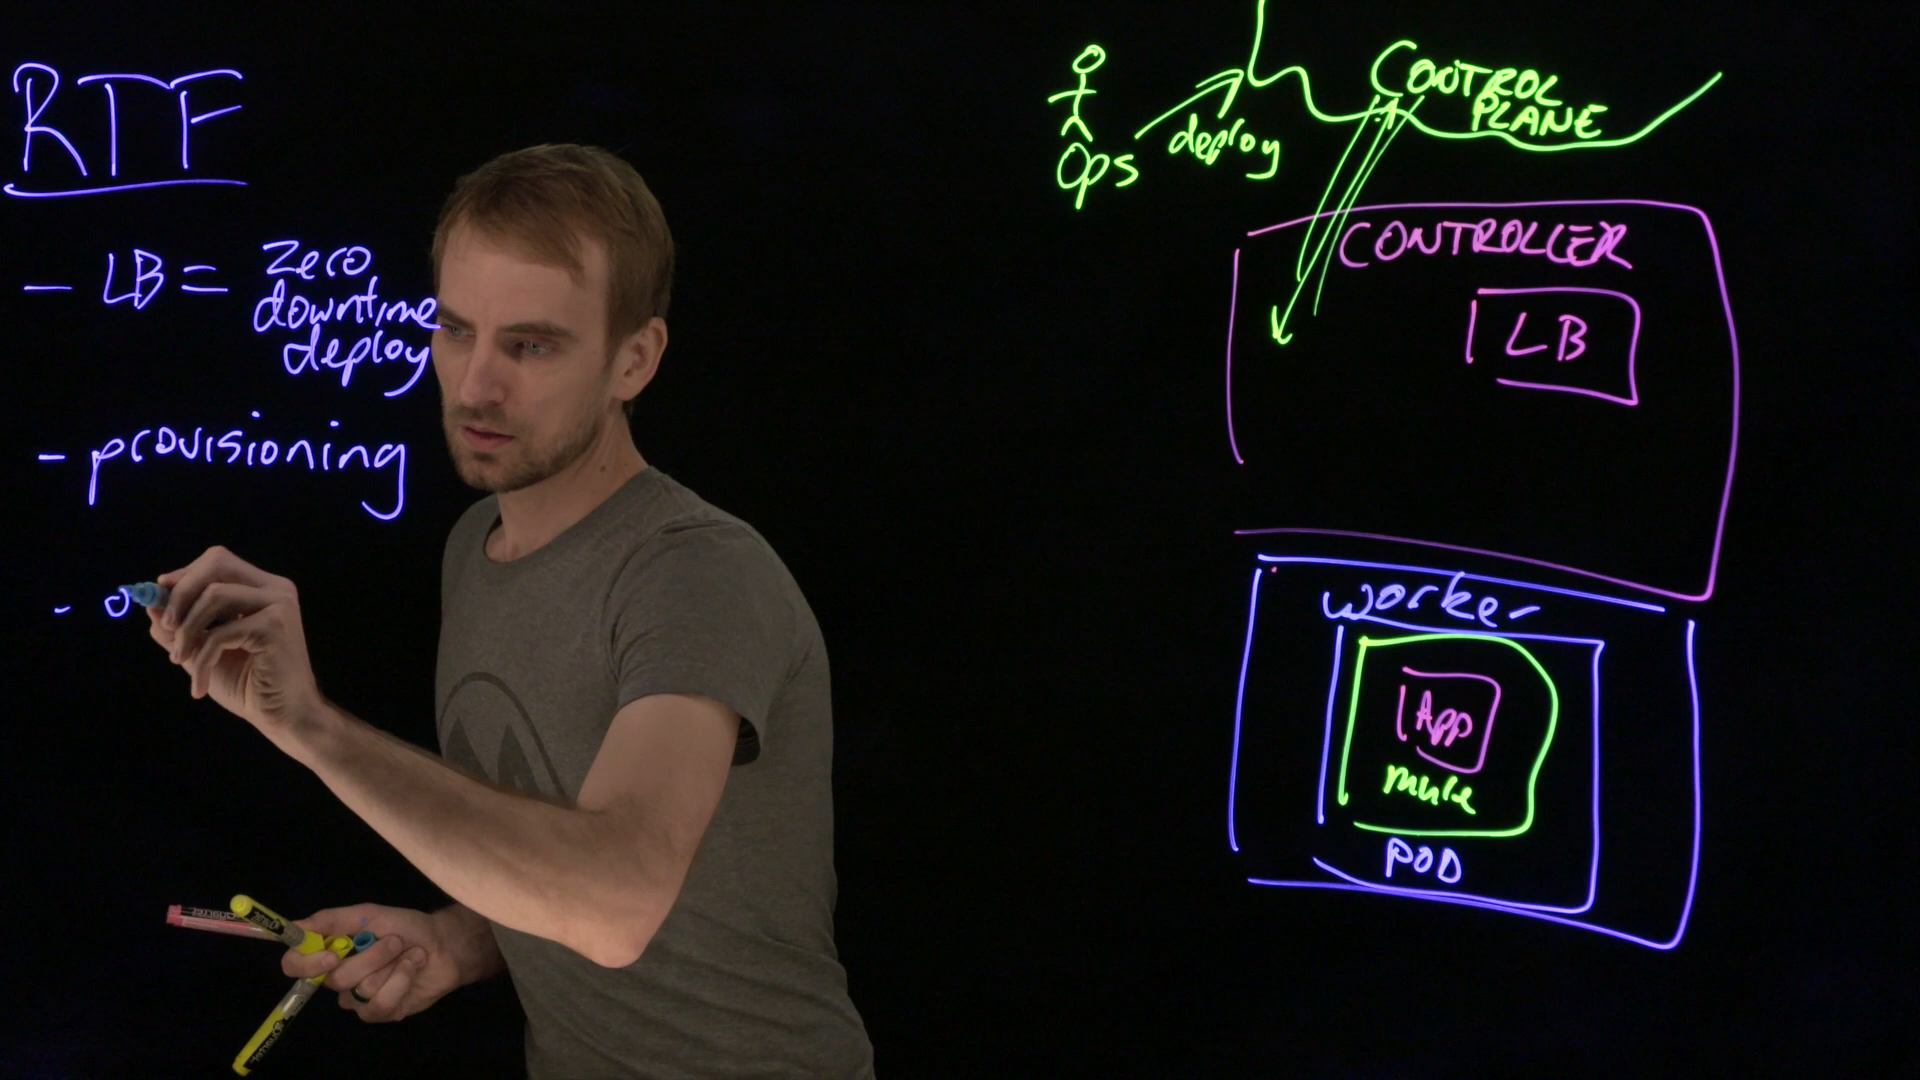 RTF
- LB = zero
downtime
deploy
- provisioning
- o
Ops
deploy
CONTROL
PLANE
CONTROLLER
LB
worker
App
mule
POD